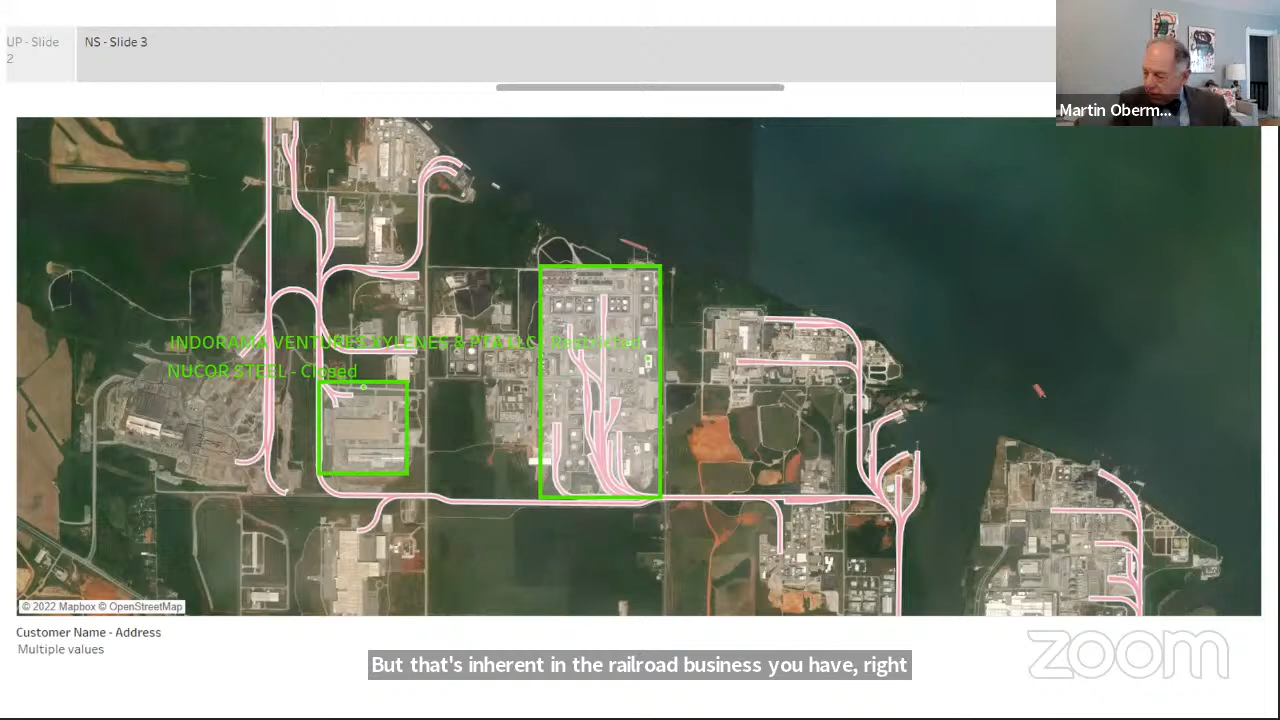 UP - Slide
2
NS - Slide 3
Martin Oberm...
INDORAMA VENTURES XYLENES & PTA LLC - Restricted
NUCOR STEEL - Closed
© 2022 Mapbox © OpenStreetMap
Customer Name - Address
Multiple values
But that's inherent in the railroad business you have, right
zoom